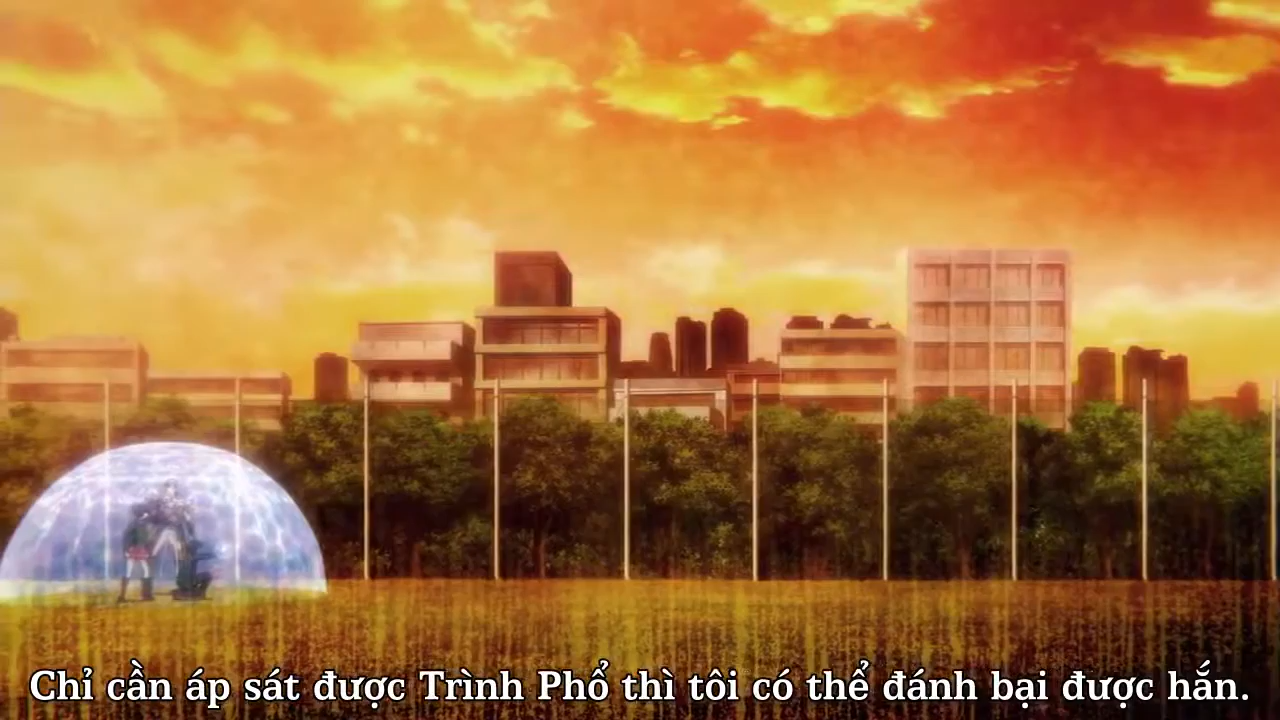 Chỉ cần áp sát được Trình Phổ thì tôi có thể đánh bại được hắn.